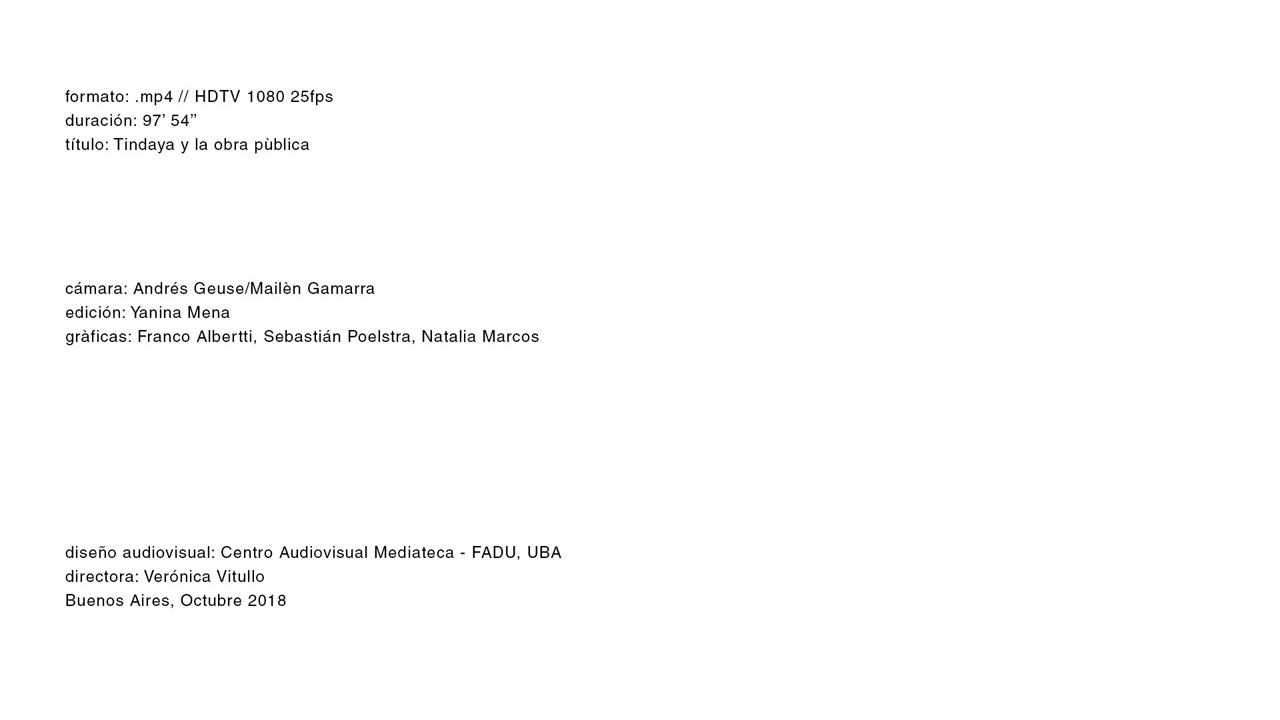 formato: .mp4 // HDTV 1080 25fps
duración: 97’ 54”
título: Tindaya y la obra pùblica
cámara: Andrés Geuse/Mailèn Gamarra
edición: Yanina Mena
gràficas: Franco Albertti, Sebastián Poelstra, Natalia Marcos
diseño audiovisual: Centro Audiovisual Mediateca - FADU, UBA
directora: Verónica Vitullo
Buenos Aires, Octubre 2018